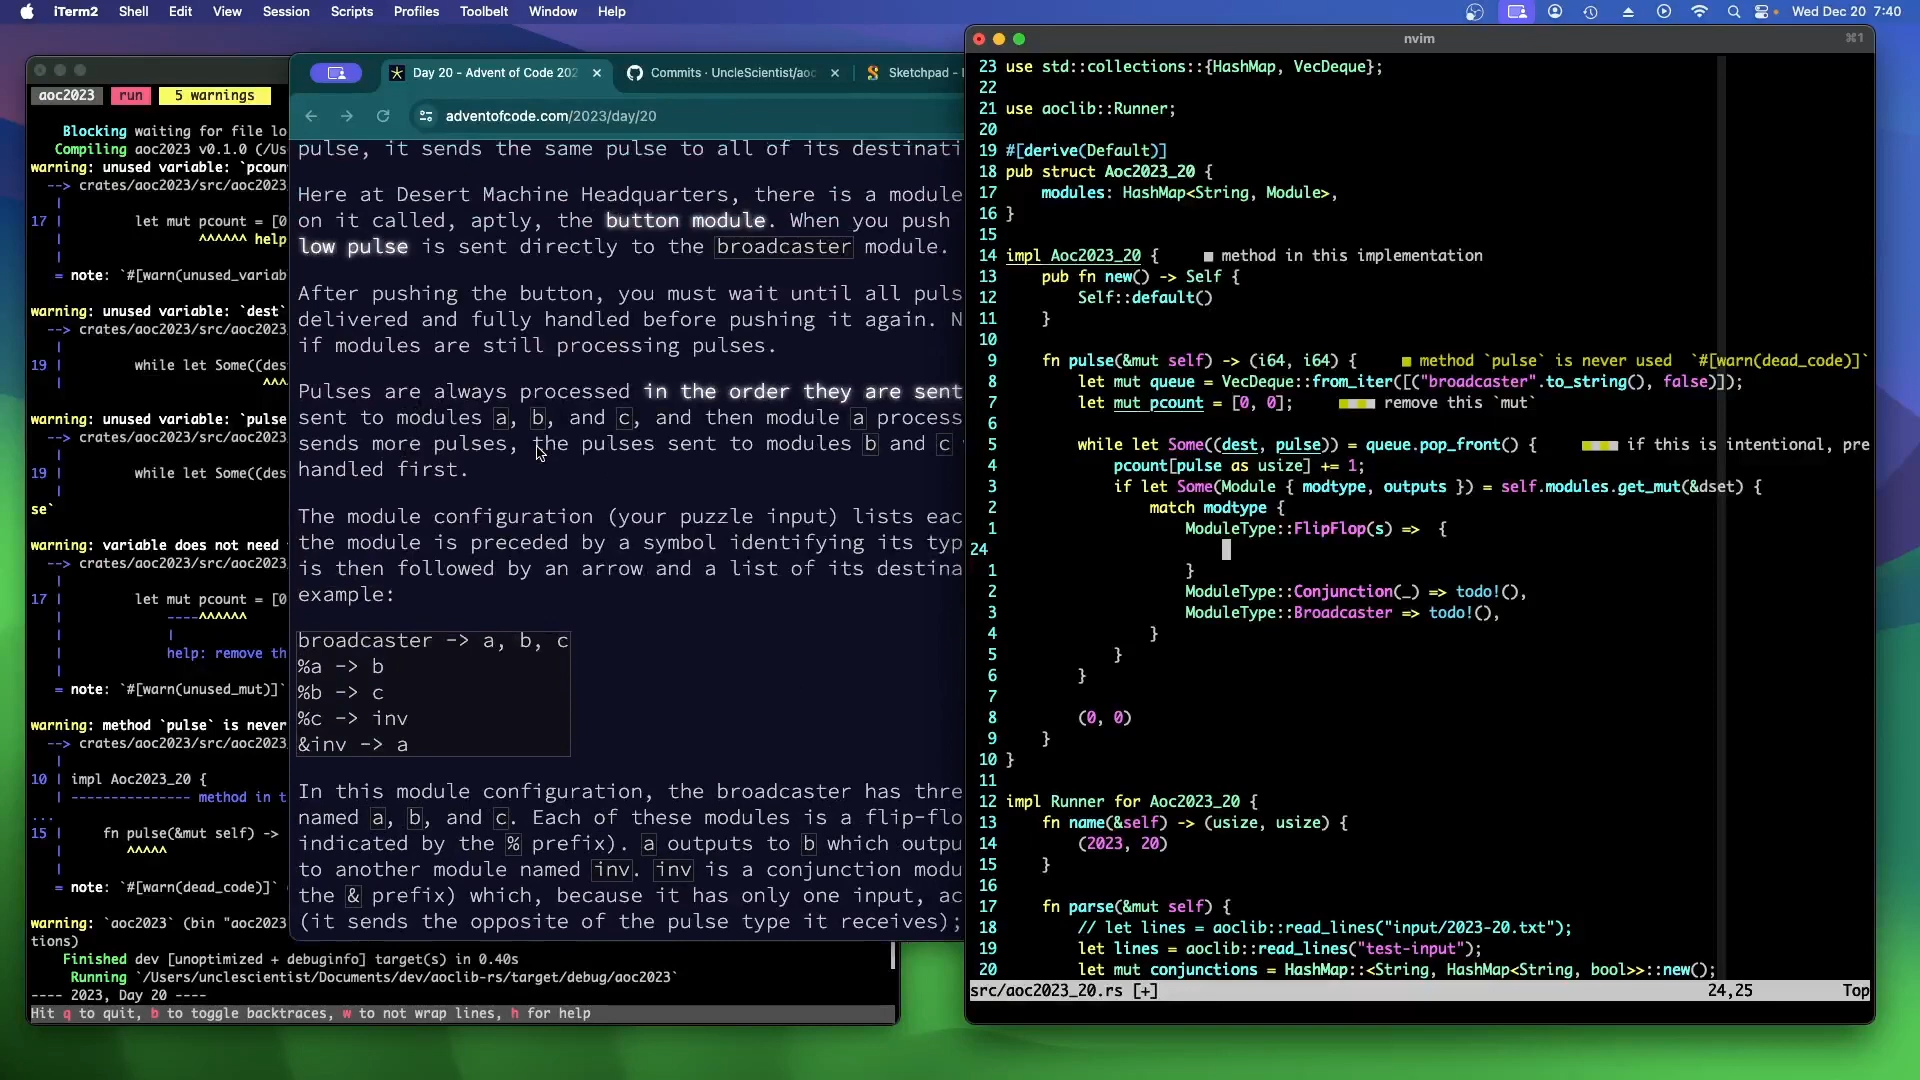 iTerm2 Shell Edit View Session Scripts Profiles Toolbelt Window Help Wed Dec 20 7:40
aoc2023 run 5 warnings
Blocking waiting for file lo
Compiling aoc2023 v0.1.0 (/Us
warning: unused variable: `pcoun
--> crates/aoc2023/src/aoc2023
|
17 | let mut pcount = [0
| ^^^^^^ help
|
= note: `#[warn(unused_variab
warning: unused variable: `dest`
--> crates/aoc2023/src/aoc2023
|
19 | while let Some((des
| ^^^
warning: unused variable: `pulse
--> crates/aoc2023/src/aoc2023
|
19 | while let Some((des
|
se`
warning: variable does not need
--> crates/aoc2023/src/aoc2023
|
17 | let mut pcount = [0
| ----^^^^^^
| |
| help: remove th
|
= note: `#[warn(unused_mut)]`
warning: method `pulse` is never
--> crates/aoc2023/src/aoc2023
|
10 | impl Aoc2023_20 {
| --------------- method in t
...
15 | fn pulse(&mut self) ->
| ^^^^^
|
= note: `#[warn(dead_code)]`
warning: `aoc2023` (bin "aoc2023
tions)
Finished dev [unoptimized + debuginfo] target(s) in 0.40s
Running `/Users/unclescientist/Documents/dev/aoclib-rs/target/debug/aoc2023`
---- 2023, Day 20 ----
Hit q to quit, b to toggle backtraces, w to not wrap lines, h for help
Day 20 - Advent of Code 202 Commits · UncleScientist/aoc Sketchpad -
adventofcode.com/2023/day/20
pulse, it sends the same pulse to all of its destinati
Here at Desert Machine Headquarters, there is a module
on it called, aptly, the button module. When you push
low pulse is sent directly to the broadcaster module.
After pushing the button, you must wait until all puls
delivered and fully handled before pushing it again. N
if modules are still processing pulses.
Pulses are always processed in the order they are sent
sent to modules a, b, and c, and then module a process
sends more pulses, the pulses sent to modules b and c
handled first.
The module configuration (your puzzle input) lists eac
the module is preceded by a symbol identifying its typ
is then followed by an arrow and a list of its destina
example:
broadcaster -> a, b, c
%a -> b
%b -> c
%c -> inv
&inv -> a
In this module configuration, the broadcaster has thre
named a, b, and c. Each of these modules is a flip-flo
indicated by the % prefix). a outputs to b which outpu
to another module named inv. inv is a conjunction modu
the & prefix) which, because it has only one input, ac
(it sends the opposite of the pulse type it receives);
nvim ⌘1
23 use std::collections::{HashMap, VecDeque};
22
21 use aoclib::Runner;
20
19 #[derive(Default)]
18 pub struct Aoc2023_20 {
17 modules: HashMap<String, Module>,
16 }
15
14 impl Aoc2023_20 { ■ method in this implementation
13 pub fn new() -> Self {
12 Self::default()
11 }
10
9 fn pulse(&mut self) -> (i64, i64) { ■ method `pulse` is never used `#[warn(dead_code)]`
8 let mut queue = VecDeque::from_iter([("broadcaster".to_string(), false)]);
7 let mut pcount = [0, 0]; ■■■■ remove this `mut`
6
5 while let Some((dest, pulse)) = queue.pop_front() { ■■■■ if this is intentional, pre
4 pcount[pulse as usize] += 1;
3 if let Some(Module { modtype, outputs }) = self.modules.get_mut(&dset) {
2 match modtype {
1 ModuleType::FlipFlop(s) => {
24
1 }
2 ModuleType::Conjunction(_) => todo!(),
3 ModuleType::Broadcaster => todo!(),
4 }
5 }
6 }
7
8 (0, 0)
9 }
10 }
11
12 impl Runner for Aoc2023_20 {
13 fn name(&self) -> (usize, usize) {
14 (2023, 20)
15 }
16
17 fn parse(&mut self) {
18 // let lines = aoclib::read_lines("input/2023-20.txt");
19 let lines = aoclib::read_lines("test-input");
20 let mut conjunctions = HashMap::<String, HashMap<String, bool>>::new();
src/aoc2023_20.rs [+] 24,25 Top